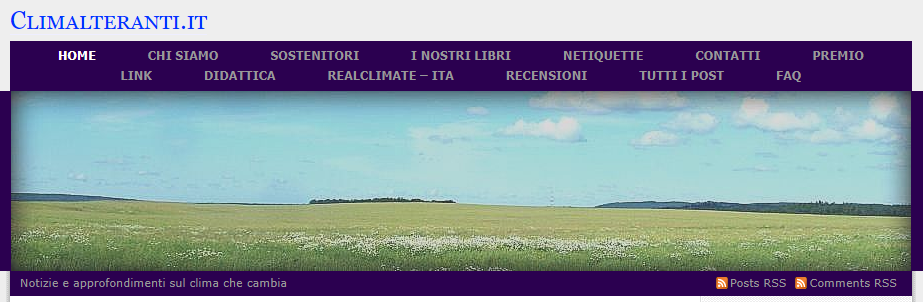 Climalteranti.it
HOME CHI SIAMO SOSTENITORI I NOSTRI LIBRI NETIQUETTE CONTATTI PREMIO
LINK DIDATTICA REALCLIMATE – ITA RECENSIONI TUTTI I POST FAQ
Notizie e approfondimenti sul clima che cambia Posts RSS Comments RSS